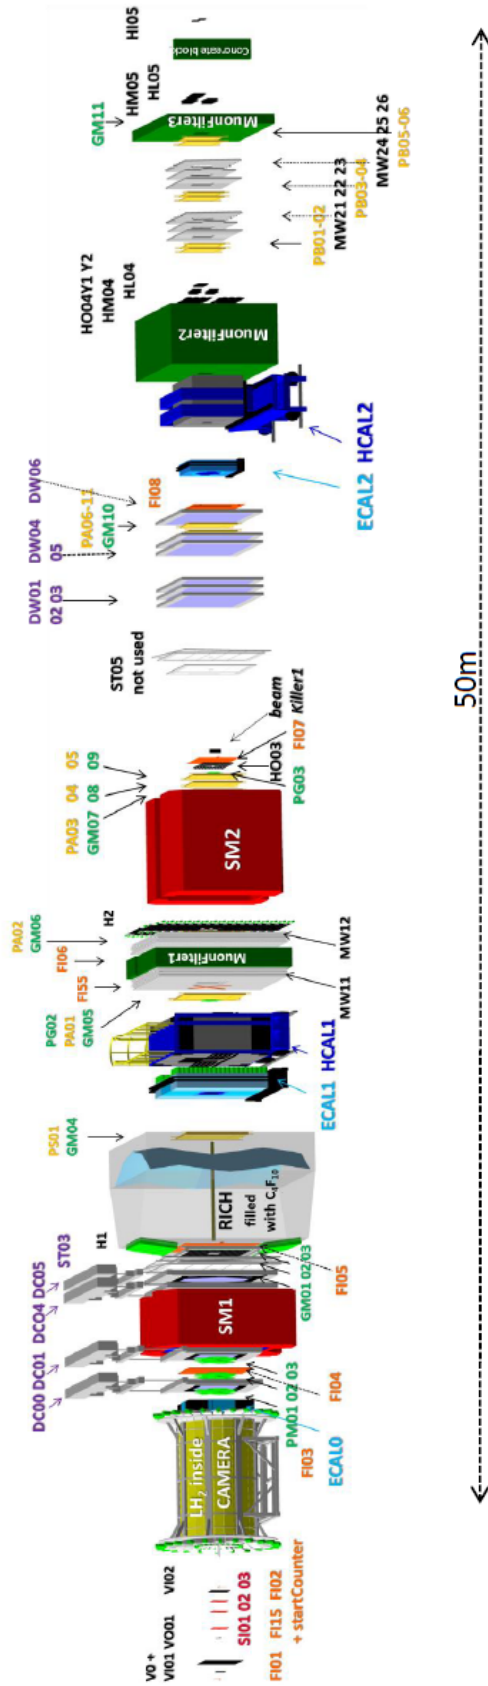 V0 +
VI01 VO01 VI02
SI01 02 03
FI01 FI15 FI02
+ startCounter
LH2 inside
CAMERA
FI03
ECAL0
PM01 02 03
FI04
DC00 DC01 DC04 DC05
ST03
H1
SM1
GM01 02/03
FI05
RICH
filled
with C4F10
PS01
GM04
ECAL1
HCAL1
PG02
PA01
GM05
FI55
FI06
MW11
MuonFilter1
PA02
GM06
H2
MW12
SM2
PA03 04 05
GM07 08 09
PG03
HO03
FI07
beam
Killer1
ST05
not used
DW01
02 03
DW04
05
DW06
PA06-11
GM10
FI08
ECAL2
HCAL2
MuonFilter2
HO04Y1 Y2
HM04
HL04
PB01-02
MW21 22 23
PB03-04
MW24 25 26
PB05-06
MuonFilter3
GM11
HM05
HL05
Congreate block
HI05
50m